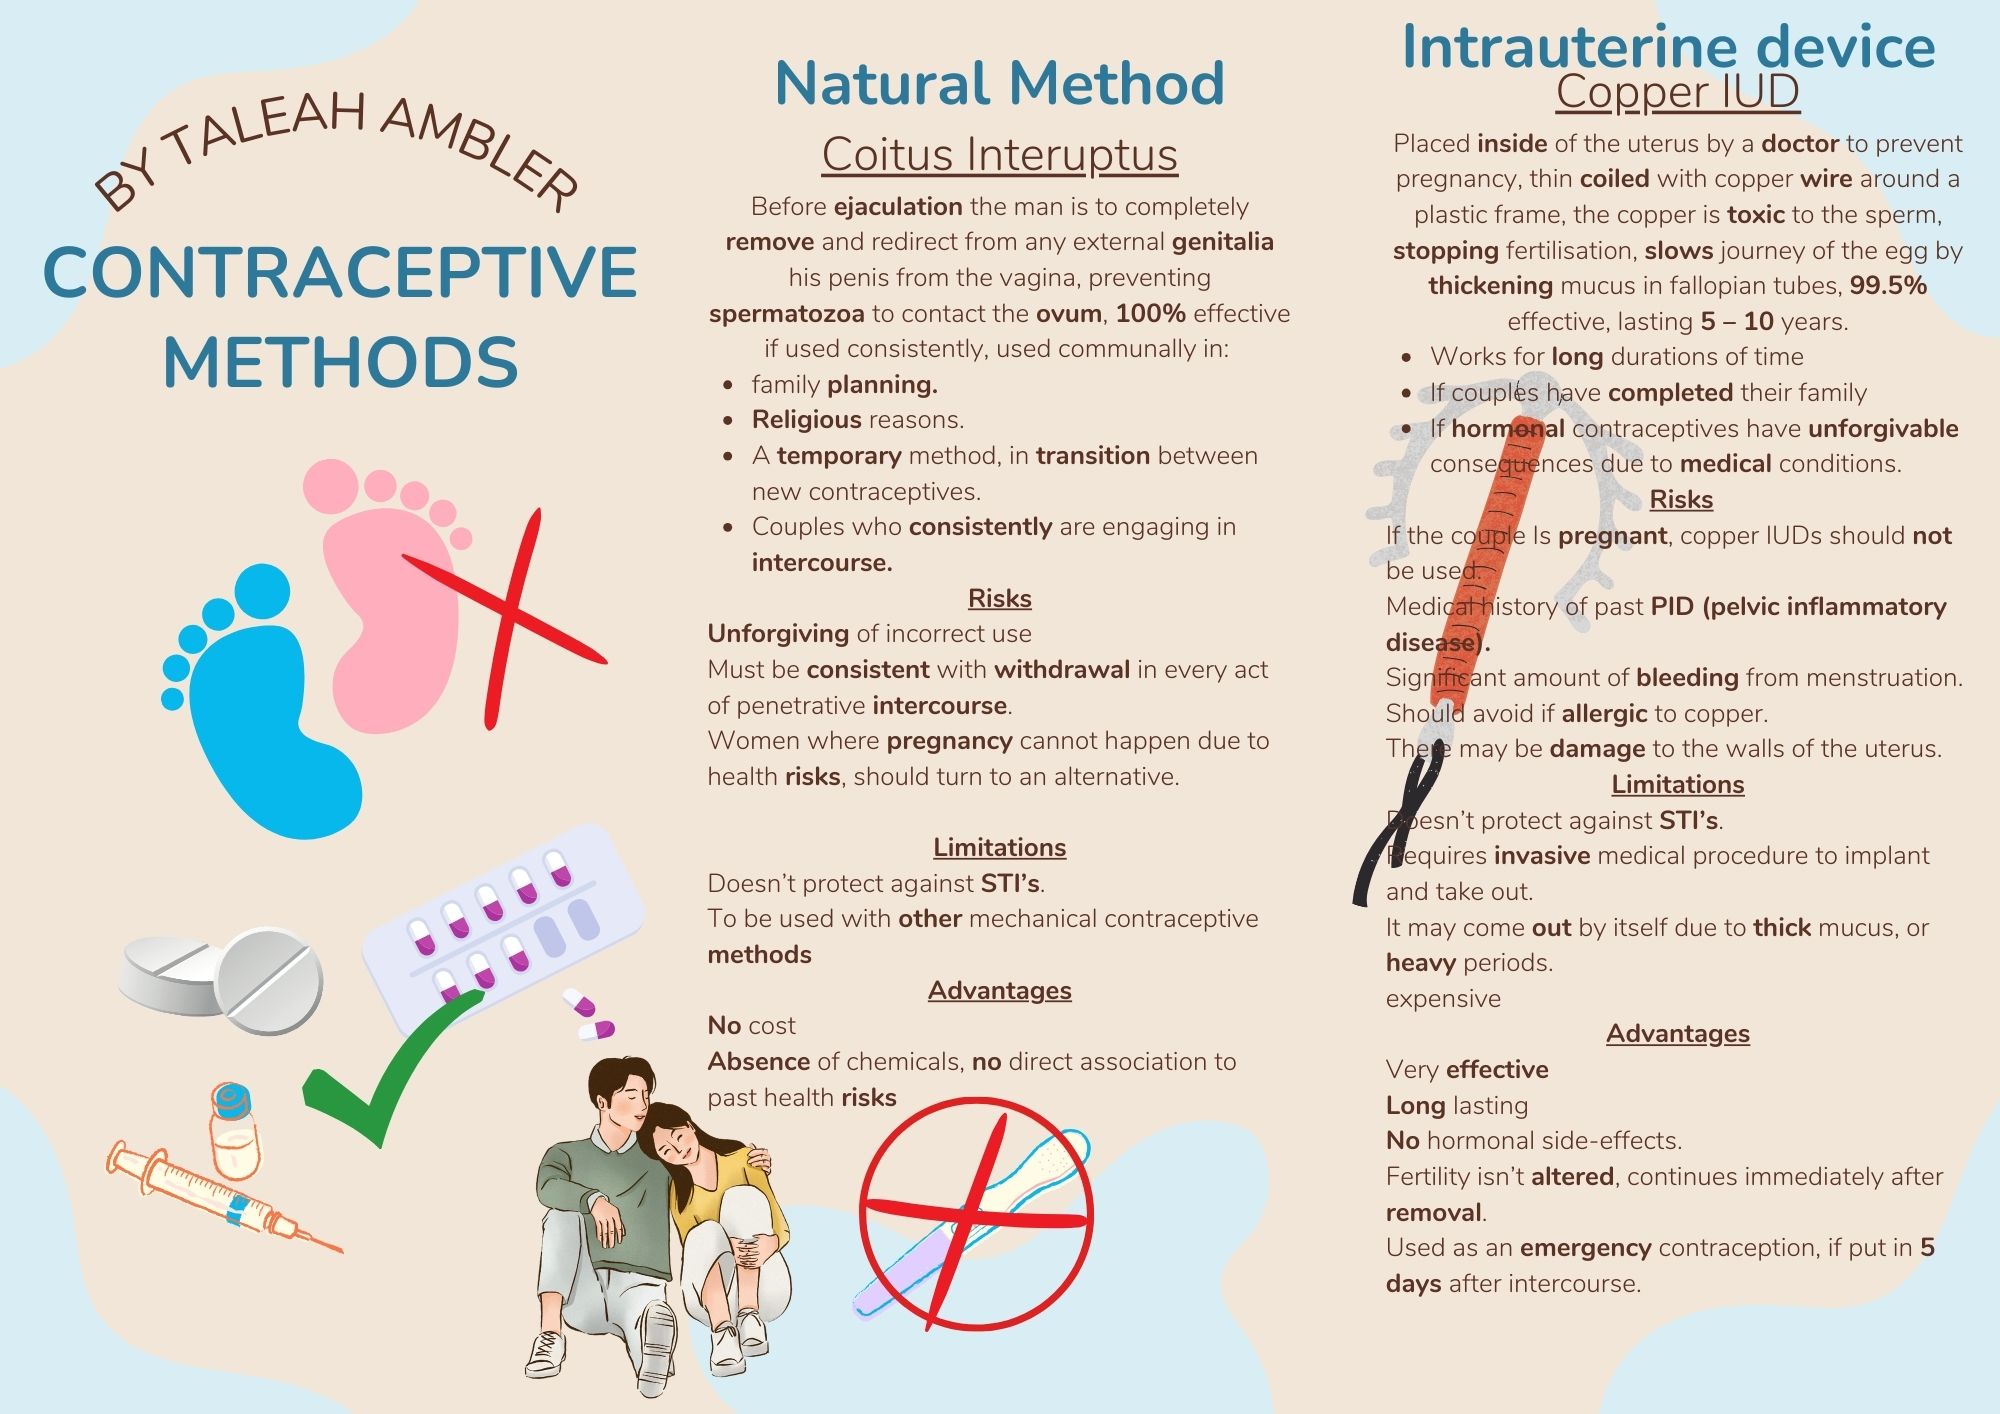 BY TALEAH AMBLER
CONTRACEPTIVE
METHODS
Natural Method
Coitus Interuptus
Before ejaculation the man is to completely
remove and redirect from any external genitalia
his penis from the vagina, preventing
spermatozoa to contact the ovum, 100% effective
if used consistently, used communally in:
• family planning.
• Religious reasons.
• A temporary method, in transition between
new contraceptives.
• Couples who consistently are engaging in
intercourse.
Risks
Unforgiving of incorrect use
Must be consistent with withdrawal in every act
of penetrative intercourse.
Women where pregnancy cannot happen due to
health risks, should turn to an alternative.
Limitations
Doesn't protect against STI's.
To be used with other mechanical contraceptive
methods
Advantages
No cost
Absence of chemicals, no direct association to
past health risks
Intrauterine device
Copper IUD
Placed inside of the uterus by a doctor to prevent
pregnancy, thin coiled with copper wire around a
plastic frame, the copper is toxic to the sperm,
stopping fertilisation, slows journey of the egg by
thickening mucus in fallopian tubes, 99.5%
effective, lasting 5 – 10 years.
• Works for long durations of time
• If couples have completed their family
• If hormonal contraceptives have unforgivable
consequences due to medical conditions.
Risks
If the couple Is pregnant, copper IUDs should not
be used.
Medical history of past PID (pelvic inflammatory
disease).
Significant amount of bleeding from menstruation.
Should avoid if allergic to copper.
There may be damage to the walls of the uterus.
Limitations
Doesn't protect against STI's.
Requires invasive medical procedure to implant
and take out.
It may come out by itself due to thick mucus, or
heavy periods.
expensive
Advantages
Very effective
Long lasting
No hormonal side-effects.
Fertility isn't altered, continues immediately after
removal.
Used as an emergency contraception, if put in 5
days after intercourse.